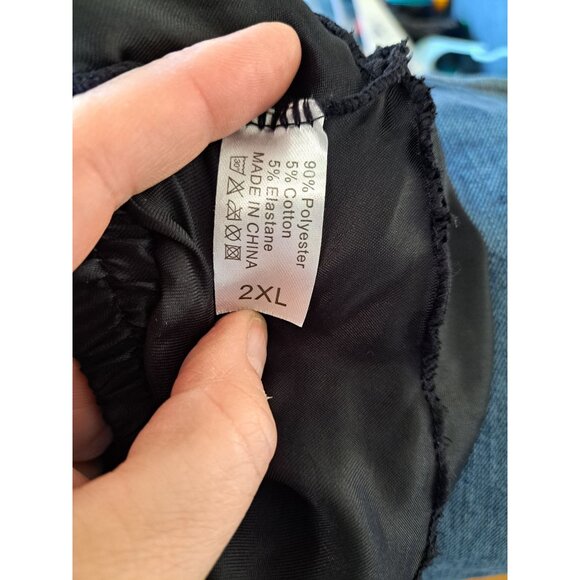 90% Polyester
5% Cotton
5% Elastane
MADE IN CHINA
2XL